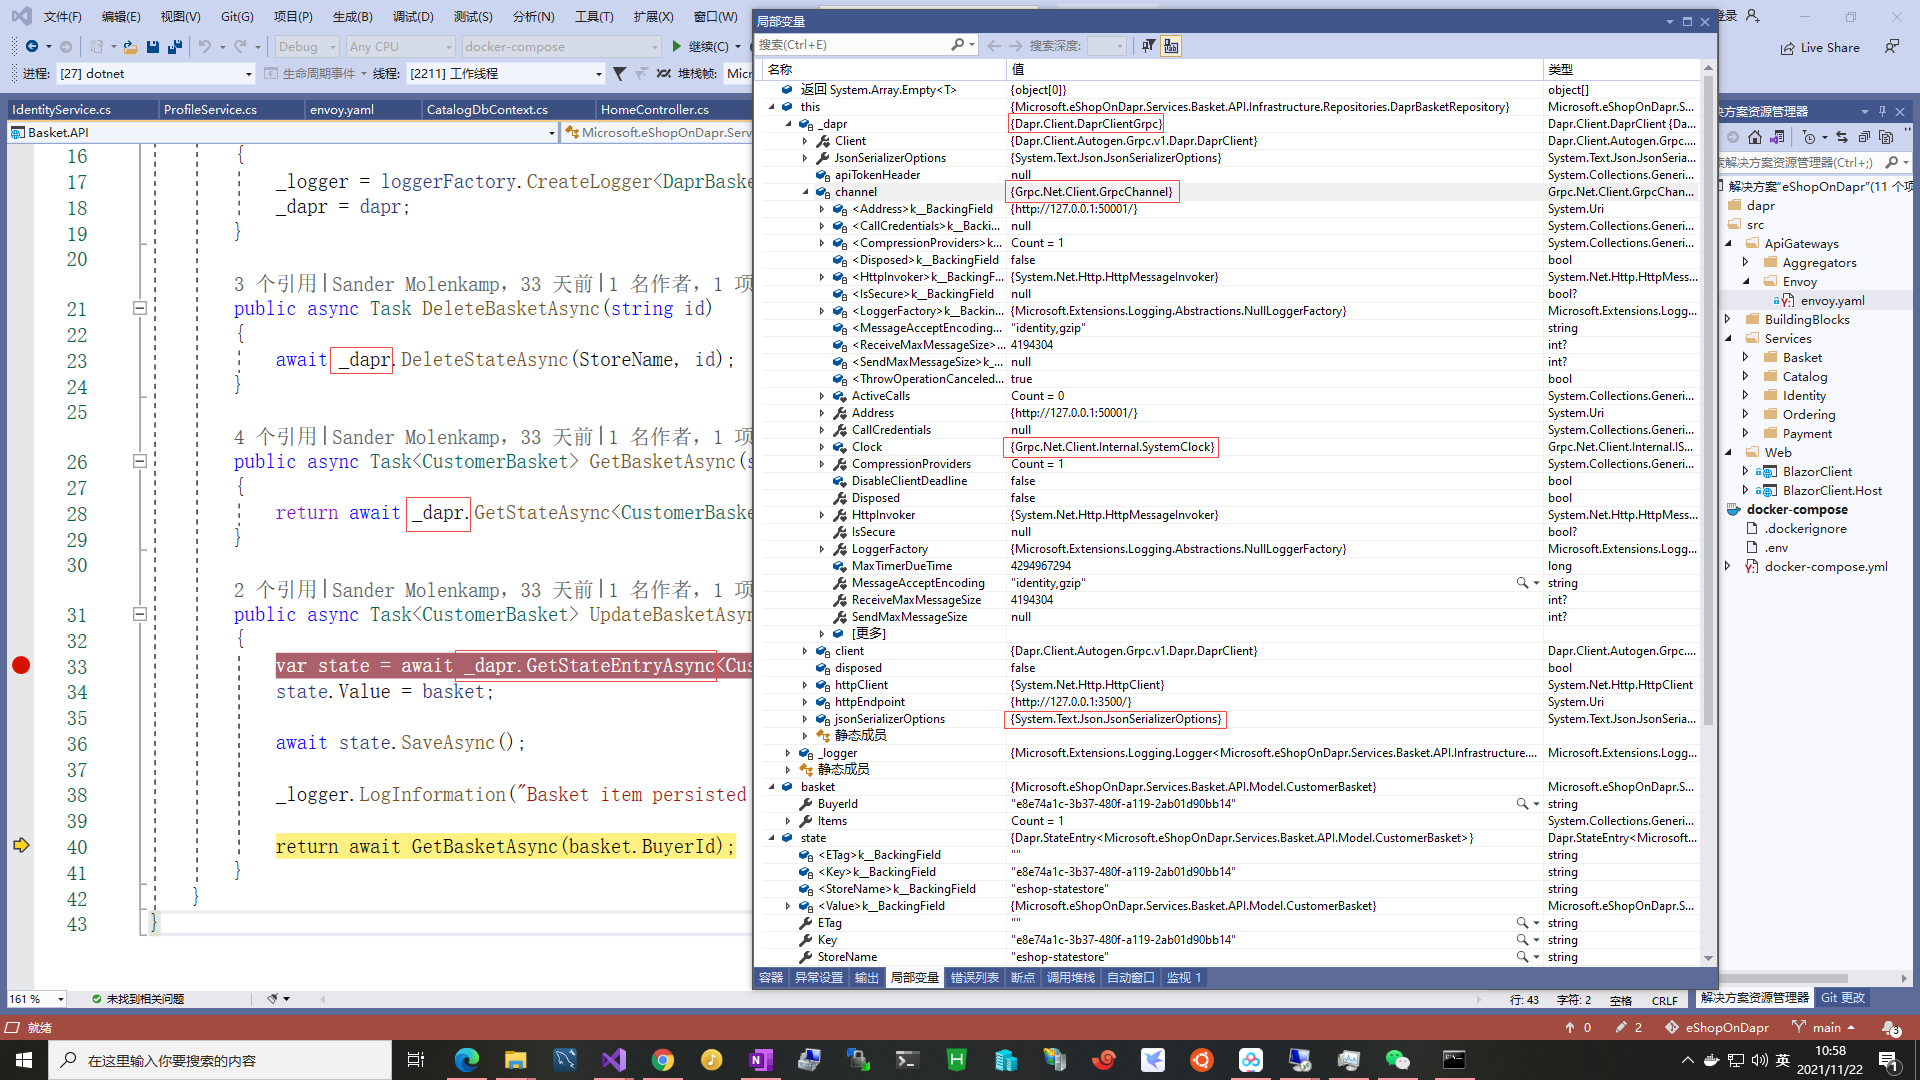 文件(F) 编辑(E) 视图(V) Git(G) 项目(P) 生成(B) 调试(D) 测试(S) 分析(N) 工具(T) 扩展(X) 窗口(W) 登录
Debug Any CPU docker-compose 继续(C) Live Share
进程: [27] dotnet 生命周期事件 线程: [2211] 工作线程 堆栈帧:
IdentityService.cs ProfileService.cs envoy.yaml CatalogDbContext.cs HomeController.cs
Basket.API Microsoft.eShopOnDapr.Serv
16 {
17 _logger = loggerFactory.CreateLogger<DaprBaske
18 _dapr = dapr;
19 }
20
3 个引用|Sander Molenkamp，33 天前|1 名作者，1 项
21 public async Task DeleteBasketAsync(string id)
22 {
23 await _dapr.DeleteStateAsync(StoreName, id);
24 }
25
4 个引用|Sander Molenkamp，33 天前|1 名作者，1 项
26 public async Task<CustomerBasket> GetBasketAsync(s
27 {
28 return await _dapr.GetStateAsync<CustomerBaske
29 }
30
2 个引用|Sander Molenkamp，33 天前|1 名作者，1 项
31 public async Task<CustomerBasket> UpdateBasketAsyn
32 {
33 var state = await _dapr.GetStateEntryAsync<Cus
34 state.Value = basket;
35
36 await state.SaveAsync();
37
38 _logger.LogInformation("Basket item persisted
39
40 return await GetBasketAsync(basket.BuyerId);
41 }
42 }
43 }
161 % 未找到相关问题
局部变量
搜索(Ctrl+E) 搜索深度:
名称 值 类型
返回 System.Array.Empty<T> {object[0]} object[]
this {Microsoft.eShopOnDapr.Services.Basket.API.Infrastructure.Repositories.DaprBasketRepository} Microsoft.eShopOnDapr.S...
_dapr {Dapr.Client.DaprClientGrpc} Dapr.Client.DaprClient {Da...
Client {Dapr.Client.Autogen.Grpc.v1.Dapr.DaprClient} Dapr.Client.Autogen.Grpc....
JsonSerializerOptions {System.Text.Json.JsonSerializerOptions} System.Text.Json.JsonSeria...
apiTokenHeader null System.Collections.Generi...
channel {Grpc.Net.Client.GrpcChannel} Grpc.Net.Client.GrpcChan...
<Address>k__BackingField {http://127.0.0.1:50001/} System.Uri
<CallCredentials>k__Backi... null System.Collections.Generi...
<CompressionProviders>k... Count = 1 System.Collections.Generi...
<Disposed>k__BackingField false bool
<HttpInvoker>k__BackingF... {System.Net.Http.HttpMessageInvoker} System.Net.Http.HttpMess...
<IsSecure>k__BackingField null bool?
<LoggerFactory>k__Backin... {Microsoft.Extensions.Logging.Abstractions.NullLoggerFactory} Microsoft.Extensions.Logg...
<MessageAcceptEncoding... "identity,gzip" string
<ReceiveMaxMessageSize>... 4194304 int?
<SendMaxMessageSize>k_... null int?
<ThrowOperationCanceled... true bool
ActiveCalls Count = 0 System.Collections.Generi...
Address {http://127.0.0.1:50001/} System.Uri
CallCredentials null System.Collections.Generi...
Clock {Grpc.Net.Client.Internal.SystemClock} Grpc.Net.Client.Internal.IS...
CompressionProviders Count = 1 System.Collections.Generi...
DisableClientDeadline false bool
Disposed false bool
HttpInvoker {System.Net.Http.HttpMessageInvoker} System.Net.Http.HttpMess...
IsSecure null bool?
LoggerFactory {Microsoft.Extensions.Logging.Abstractions.NullLoggerFactory} Microsoft.Extensions.Logg...
MaxTimerDueTime 4294967294 long
MessageAcceptEncoding "identity,gzip" string
ReceiveMaxMessageSize 4194304 int?
SendMaxMessageSize null int?
[更多]
client {Dapr.Client.Autogen.Grpc.v1.Dapr.DaprClient} Dapr.Client.Autogen.Grpc....
disposed false bool
httpClient {System.Net.Http.HttpClient} System.Net.Http.HttpClient
httpEndpoint {http://127.0.0.1:3500/} System.Uri
jsonSerializerOptions {System.Text.Json.JsonSerializerOptions} System.Text.Json.JsonSeria...
静态成员
_logger {Microsoft.Extensions.Logging.Logger<Microsoft.eShopOnDapr.Services.Basket.API.Infrastructure.... Microsoft.Extensions.Logg...
静态成员
basket {Microsoft.eShopOnDapr.Services.Basket.API.Model.CustomerBasket} Microsoft.eShopOnDapr.S...
BuyerId "e8e74a1c-3b37-480f-a119-2ab01d90bb14" string
Items Count = 1 System.Collections.Generi...
state {Dapr.StateEntry<Microsoft.eShopOnDapr.Services.Basket.API.Model.CustomerBasket>} Dapr.StateEntry<Microsoft...
<ETag>k__BackingField "" string
<Key>k__BackingField "e8e74a1c-3b37-480f-a119-2ab01d90bb14" string
<StoreName>k__BackingField "eshop-statestore" string
<Value>k__BackingField {Microsoft.eShopOnDapr.Services.Basket.API.Model.CustomerBasket} Microsoft.eShopOnDapr.S...
ETag "" string
Key "e8e74a1c-3b37-480f-a119-2ab01d90bb14" string
StoreName "eshop-statestore" string
容器 异常设置 输出 局部变量 错误列表 断点 调用堆栈 自动窗口 监视 1
行: 43 字符: 2 空格 CRLF
决方案资源管理器
解决方案资源管理器(Ctrl+;)
解决方案"eShopOnDapr"(11 个项
dapr
src
ApiGateways
Aggregators
Envoy
envoy.yaml
BuildingBlocks
Services
Basket
Catalog
Identity
Ordering
Payment
Web
BlazorClient
BlazorClient.Host
docker-compose
.dockerignore
.env
docker-compose.yml
解决方案资源管理器 Git 更改
就绪 0 2 eShopOnDapr main 3
在这里输入你要搜索的内容
英 10:58
2021/11/22 1